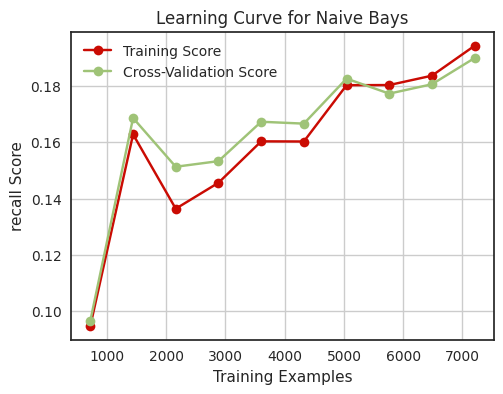 Learning Curve for Naive Bays
Training Score
Cross-Validation Score
recall Score
0.18
0.16
0.14
0.12
0.10
1000 2000 3000 4000 5000 6000 7000
Training Examples